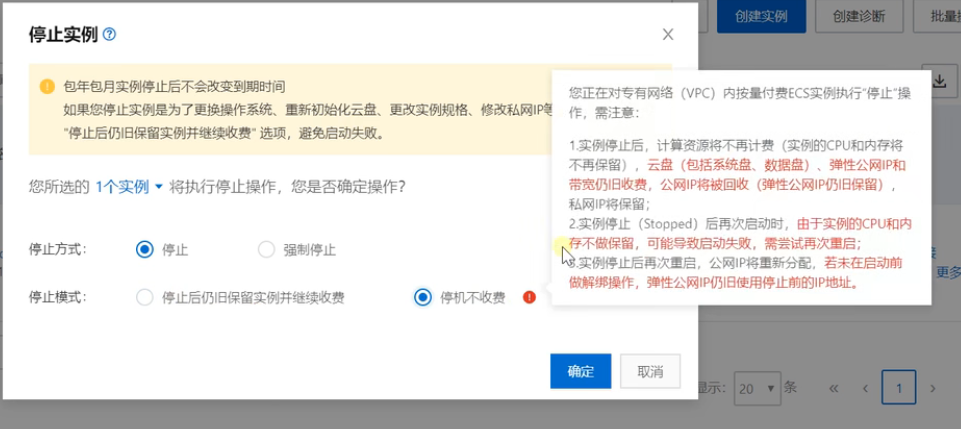 停止实例
创建实例
创建诊断
批量
包年包月实例停止后不会改变到期时间
如果您停止实例是为了更换操作系统、重新初始化云盘、更改实例规格、修改私网IP等
"停止后仍旧保留实例并继续收费" 选项，避免启动失败。
您正在对专有网络（VPC）内按量付费ECS实例执行"停止"操
作，需注意：
1.实例停止后，计算资源将不再计费（实例的CPU和内存将
不再保留），云盘（包括系统盘、数据盘）、弹性公网IP和
带宽仍旧收费，公网IP将被回收（弹性公网IP仍旧保留），
私网IP将保留；
2.实例停止（Stopped）后再次启动时，由于实例的CPU和内
存不做保留，可能导致启动失败，需尝试再次重启；
3.实例停止后再次重启，公网IP将重新分配，若未在启动前
做解绑操作，弹性公网IP仍旧使用停止前的IP地址。
您所选的 1个实例 将执行停止操作，您是否确定操作？
停止方式：
停止
强制停止
停止模式：
停止后仍旧保留实例并继续收费
停机不收费
更多
确定
取消
显示：
20
条
1